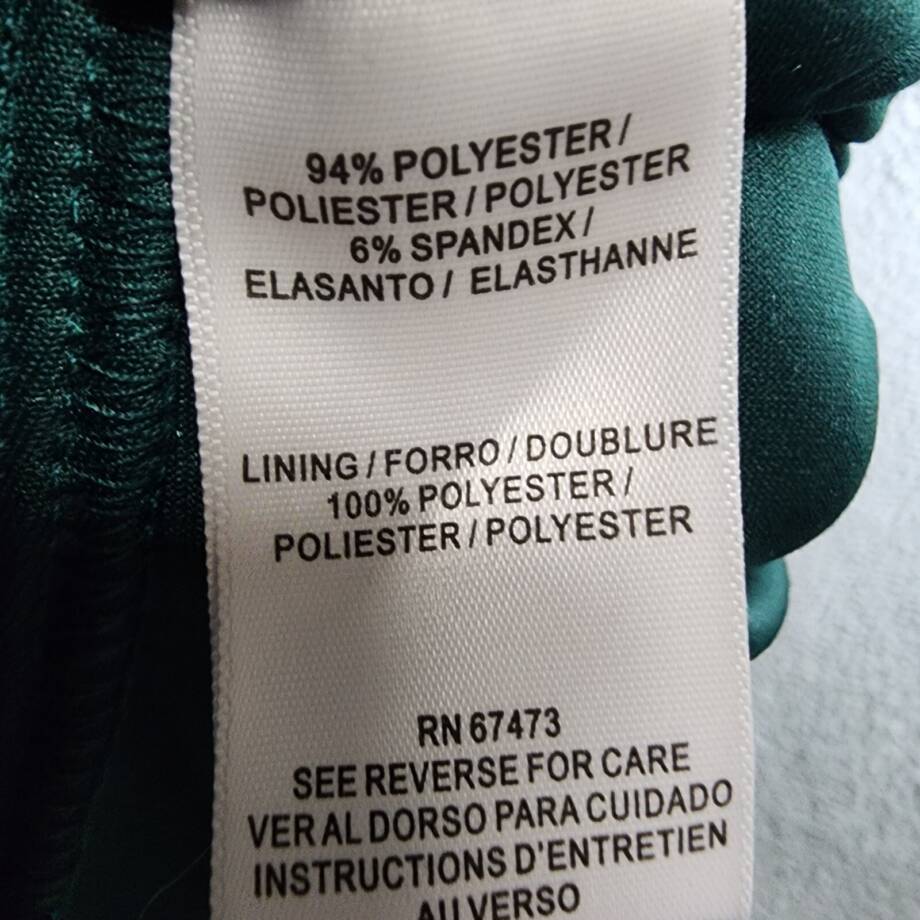 94% POLYESTER /
POLIESTER / POLYESTER
6% SPANDEX /
ELASANTO / ELASTHANNE
LINING / FORRO / DOUBLURE
100% POLYESTER /
POLIESTER / POLYESTER
RN 67473
SEE REVERSE FOR CARE
VER AL DORSO PARA CUIDADO
INSTRUCTIONS D'ENTRETIEN
AU VERSO